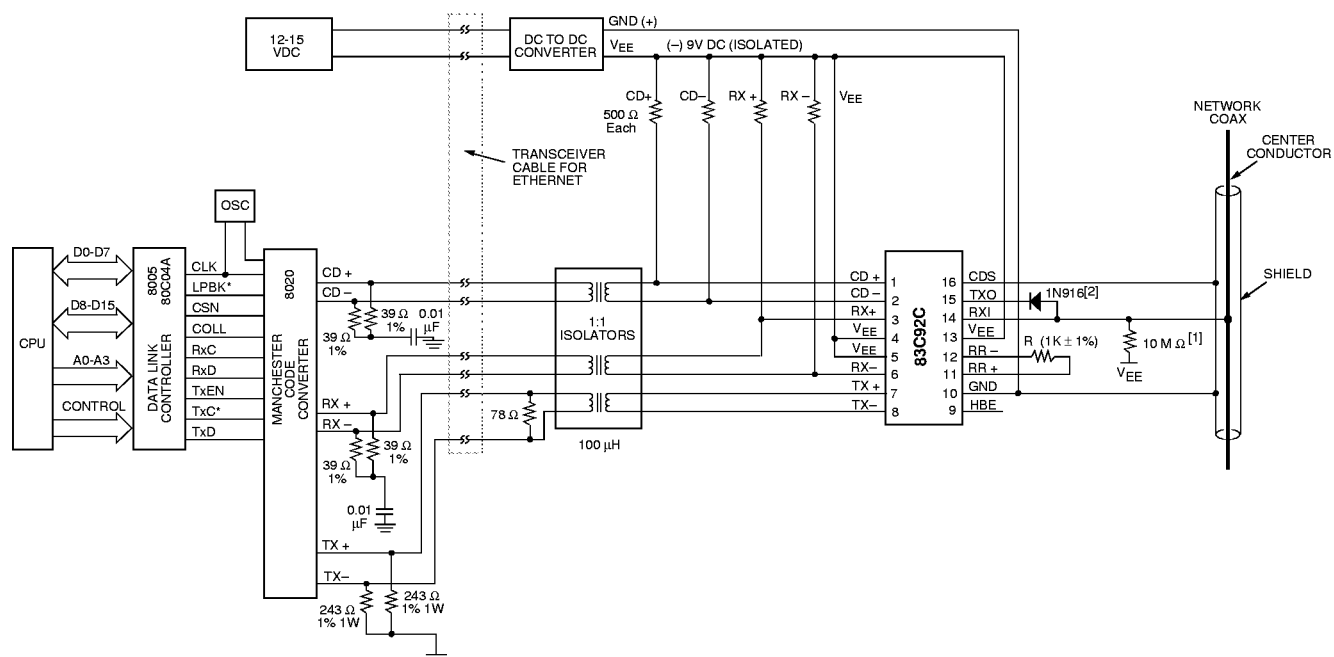 12-15
VDC
DC TO DC
CONVERTER
GND (+)
VEE
(–) 9V DC (ISOLATED)
CD+
500 Ω
Each
CD–
RX +
RX –
VEE
TRANSCEIVER
CABLE FOR
ETHERNET
NETWORK
COAX
CENTER
CONDUCTOR
SHIELD
OSC
CPU
D0-D7
D8-D15
A0-A3
CONTROL
8005
80C04A
DATA LINK
CONTROLLER
CLK
LPBK*
CSN
COLL
RxC
RxD
TxEN
TxC*
TxD
8020
MANCHESTER
CODE
CONVERTER
CD +
CD –
39 Ω
1%
39 Ω
1%
0.01
µF
RX +
RX –
39 Ω
1%
39 Ω
1%
0.01
µF
TX +
TX–
243 Ω
1% 1W
243 Ω
1% 1W
78 Ω
1:1
ISOLATORS
100 µH
CD +
CD –
RX+
VEE
VEE
RX–
TX +
TX–
1
2
3
4
5
6
7
8
83C92C
16
15
14
13
12
11
10
9
CDS
TXO
RXI
VEE
RR –
RR +
GND
HBE
1N916[2]
R (1K ± 1%)
10 M Ω[1]
VEE